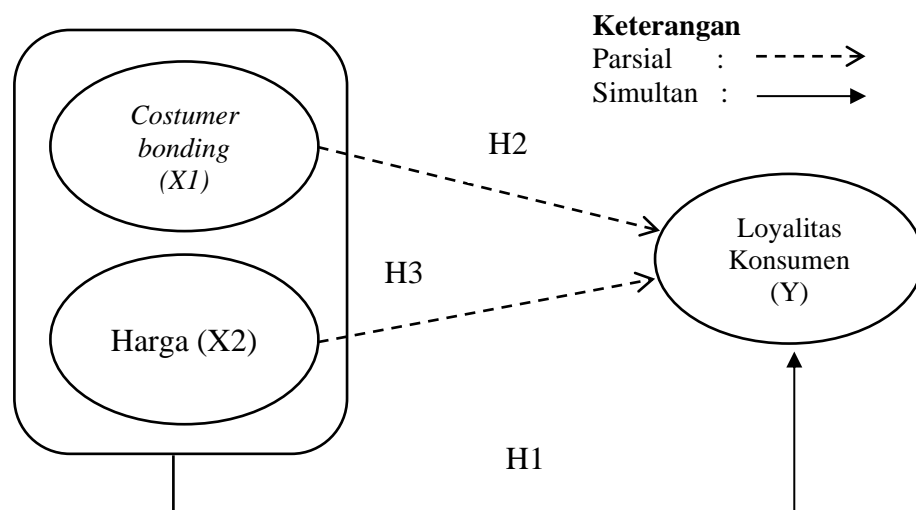 Keterangan
Parsial :
Simultan :
Costumer
bonding
(X1)
H2
Loyalitas
Konsumen
(Y)
H3
Harga (X2)
H1